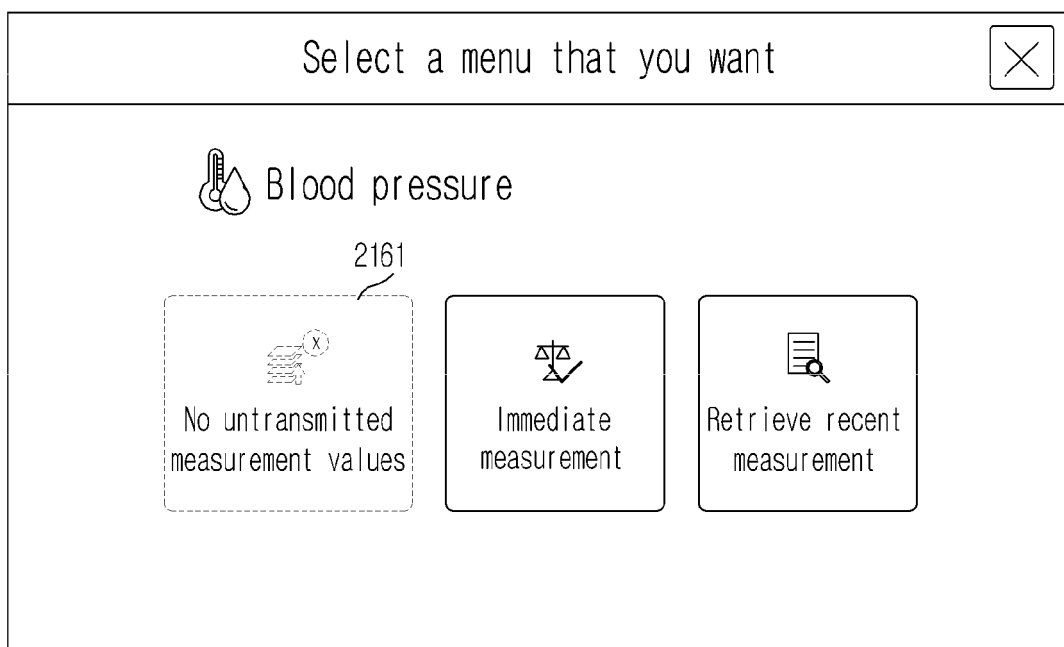 Select a menu that you want
Blood pressure
2161
X
No untransmitted
measurement values
Immediate
measurement
Retrieve recent
measurement